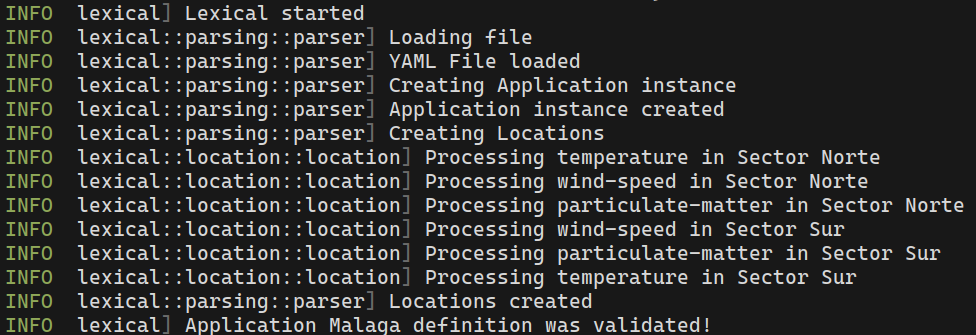 INFO  lexical] Lexical started
INFO  lexical::parsing::parser] Loading file
INFO  lexical::parsing::parser] YAML File loaded
INFO  lexical::parsing::parser] Creating Application instance
INFO  lexical::parsing::parser] Application instance created
INFO  lexical::parsing::parser] Creating Locations
INFO  lexical::location::location] Processing temperature in Sector Norte
INFO  lexical::location::location] Processing wind-speed in Sector Norte
INFO  lexical::location::location] Processing particulate-matter in Sector Norte
INFO  lexical::location::location] Processing wind-speed in Sector Sur
INFO  lexical::location::location] Processing particulate-matter in Sector Sur
INFO  lexical::location::location] Processing temperature in Sector Sur
INFO  lexical::parsing::parser] Locations created
INFO  lexical] Application Malaga definition was validated!